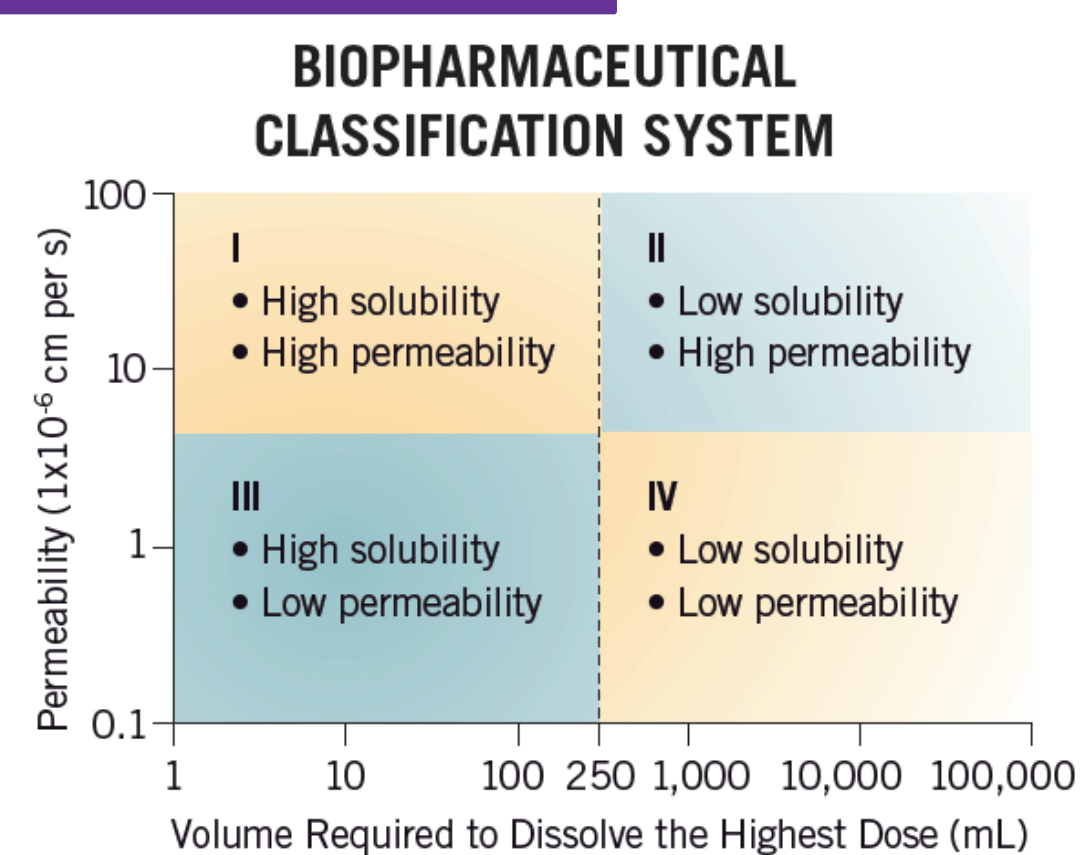 BIOPHARMACEUTICAL
CLASSIFICATION SYSTEM
Permeability (1x10⁻⁶ cm per s)
100
10
1
0.1
I
• High solubility
• High permeability
II
• Low solubility
• High permeability
III
• High solubility
• Low permeability
IV
• Low solubility
• Low permeability
1 10 100 250 1,000 10,000 100,000
Volume Required to Dissolve the Highest Dose (mL)